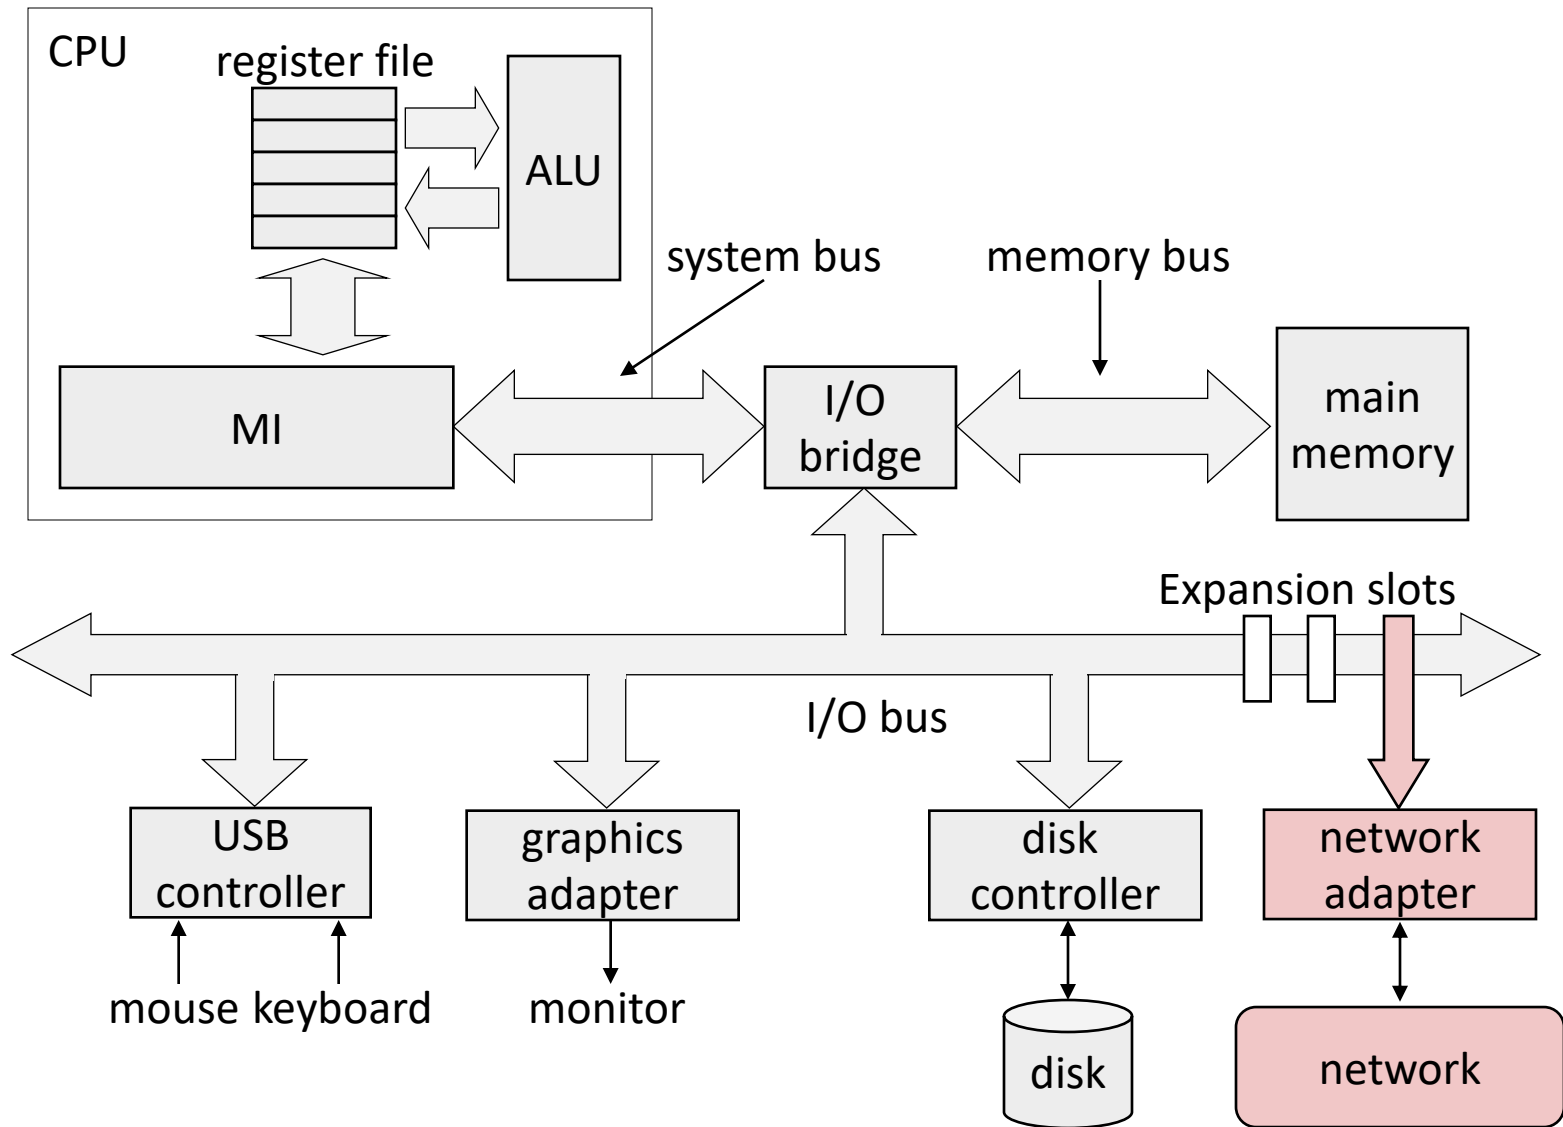 CPU
register file
ALU
system bus
memory bus
MI
I/O
bridge
main
memory
Expansion slots
I/O bus
USB
controller
graphics
adapter
disk
controller
network
adapter
mouse keyboard
monitor
disk
network